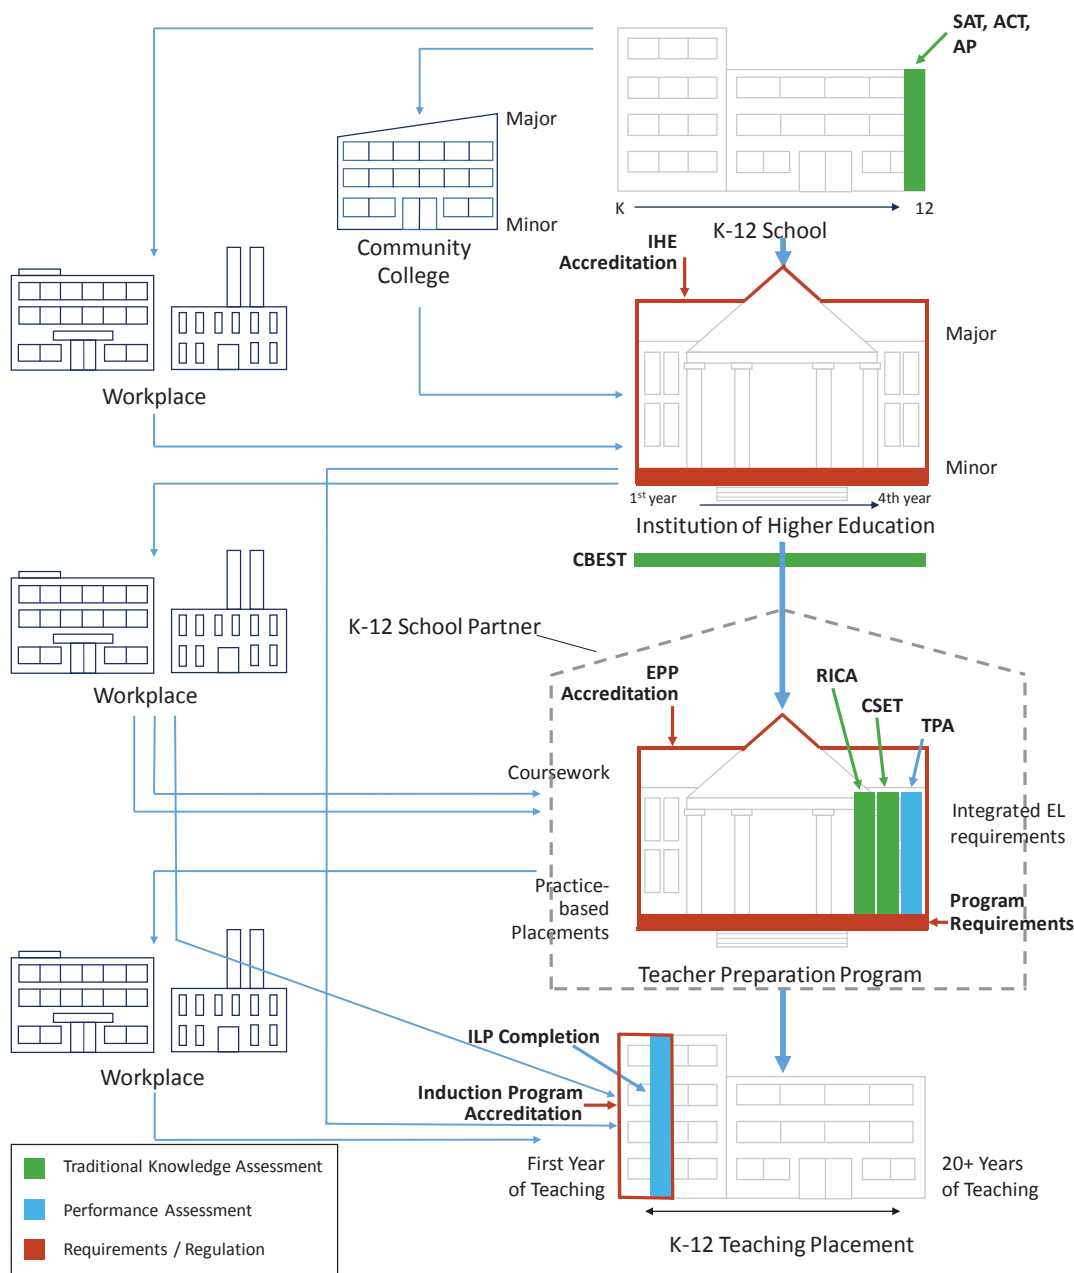 SAT, ACT,
AP
Major
Minor
Community
College
K
12
K-12 School
IHE
Accreditation
Major
Minor
Workplace
1st year
4th year
Institution of Higher Education
CBEST
K-12 School Partner
EPP
Accreditation
RICA
CSET
TPA
Workplace
Coursework
Integrated EL
requirements
Practice-
based
Placements
Program
Requirements
Teacher Preparation Program
ILP Completion
Workplace
Induction Program
Accreditation
First Year
of Teaching
20+ Years
of Teaching
K-12 Teaching Placement
Traditional Knowledge Assessment
Performance Assessment
Requirements / Regulation